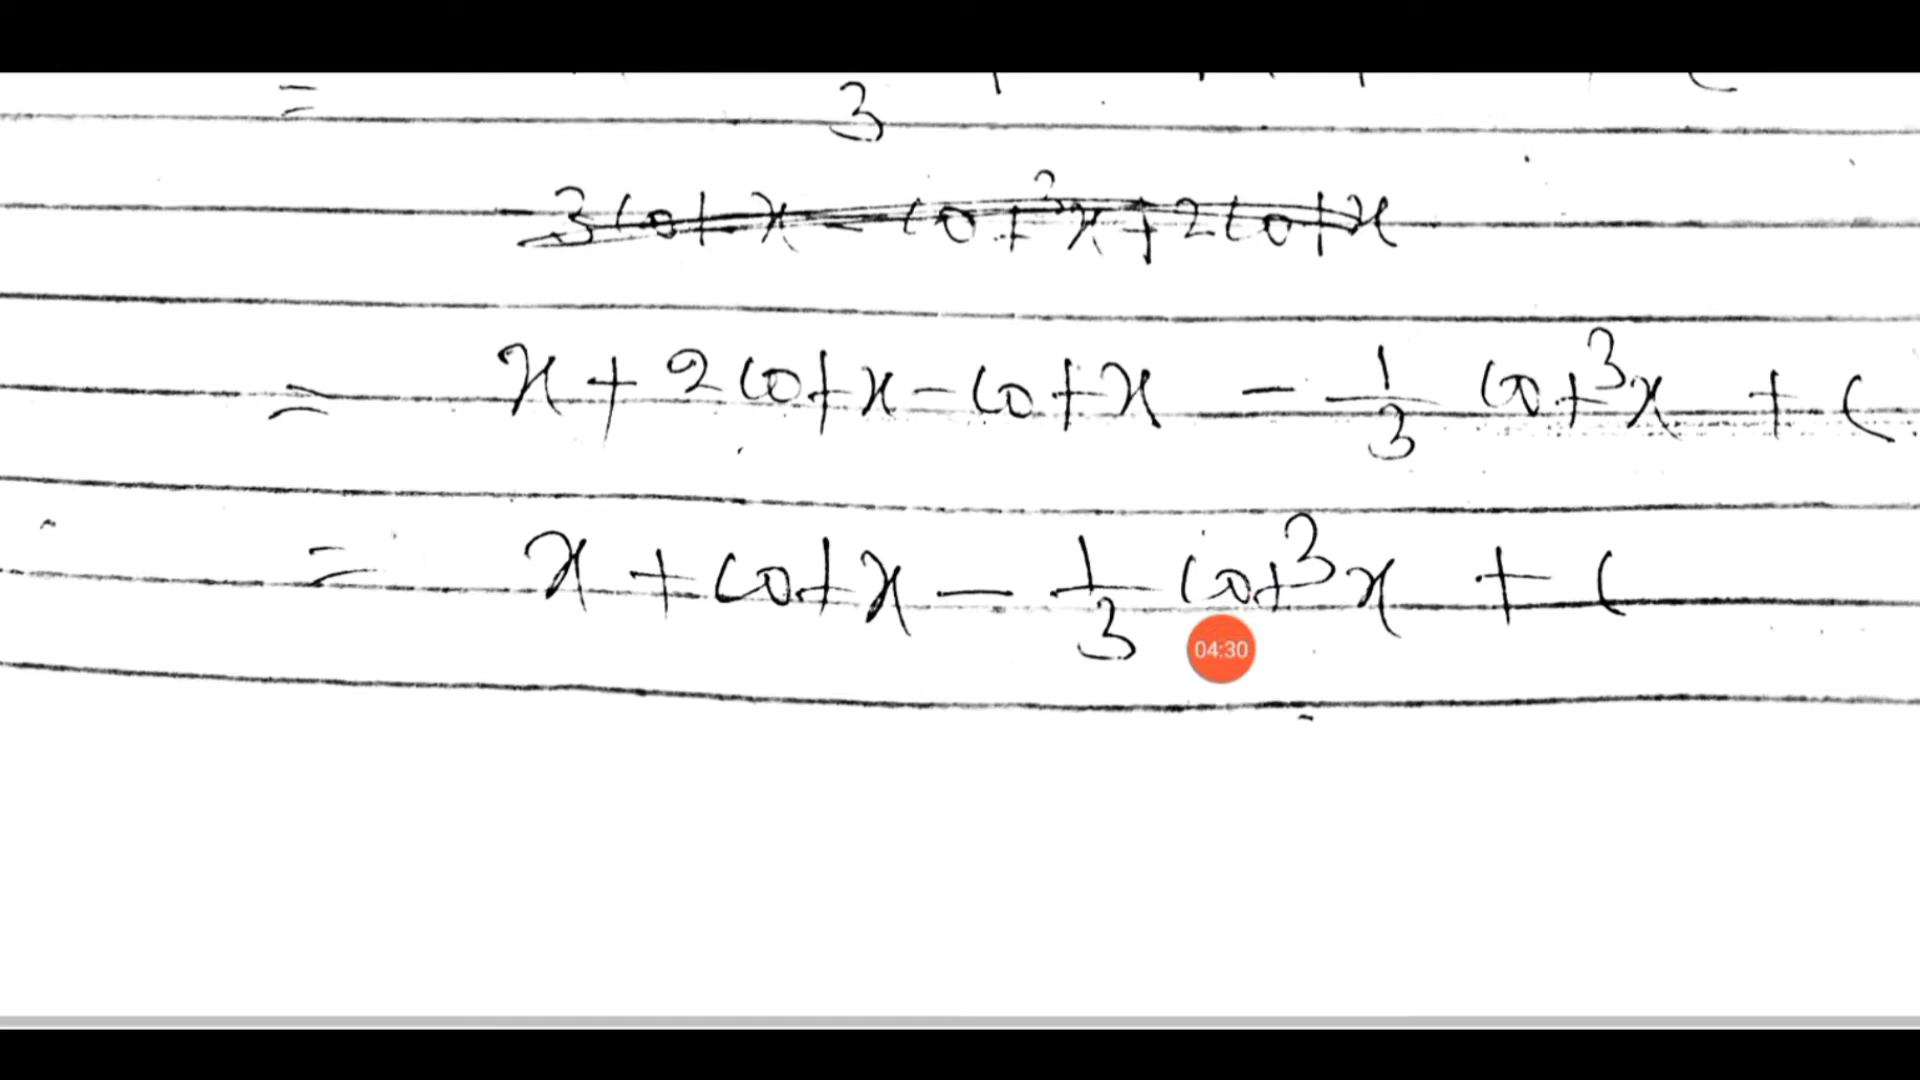 =
3
3cotx - cot³x + 2cotx
= x + 2cotx - cotx - 1/3 cot³x + C
= x + cotx - 1/3 cot³x + C
04:30